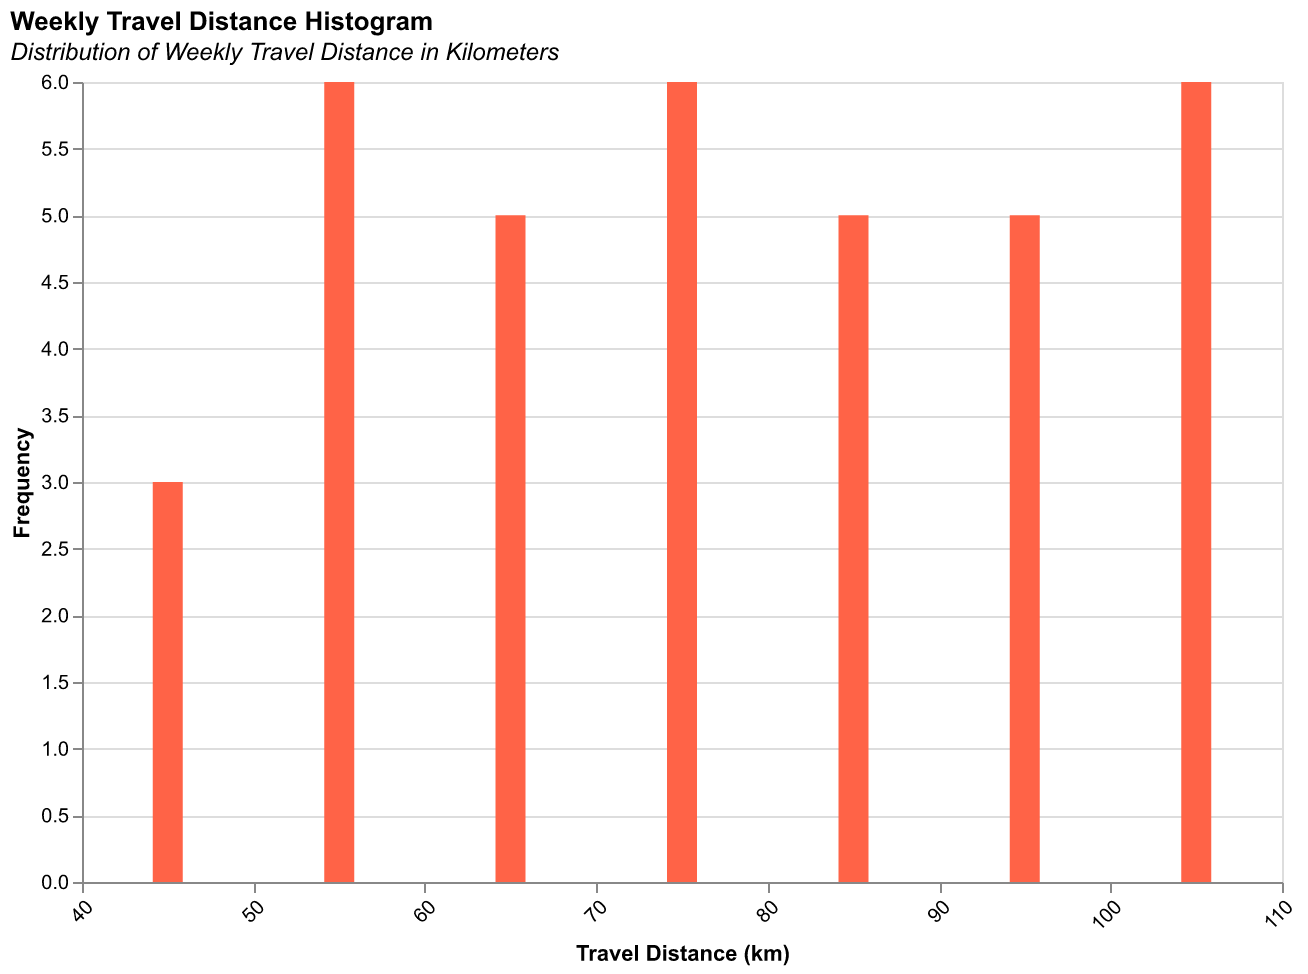 Weekly Travel Distance Histogram
Distribution of Weekly Travel Distance in Kilometers
6.0
5.5
5.0
4.5
4.0
3.5
3.0
2.5
2.0
1.5
1.0
0.5
0.0
Frequency
40 50 60 70 80 90 100 110
Travel Distance (km)